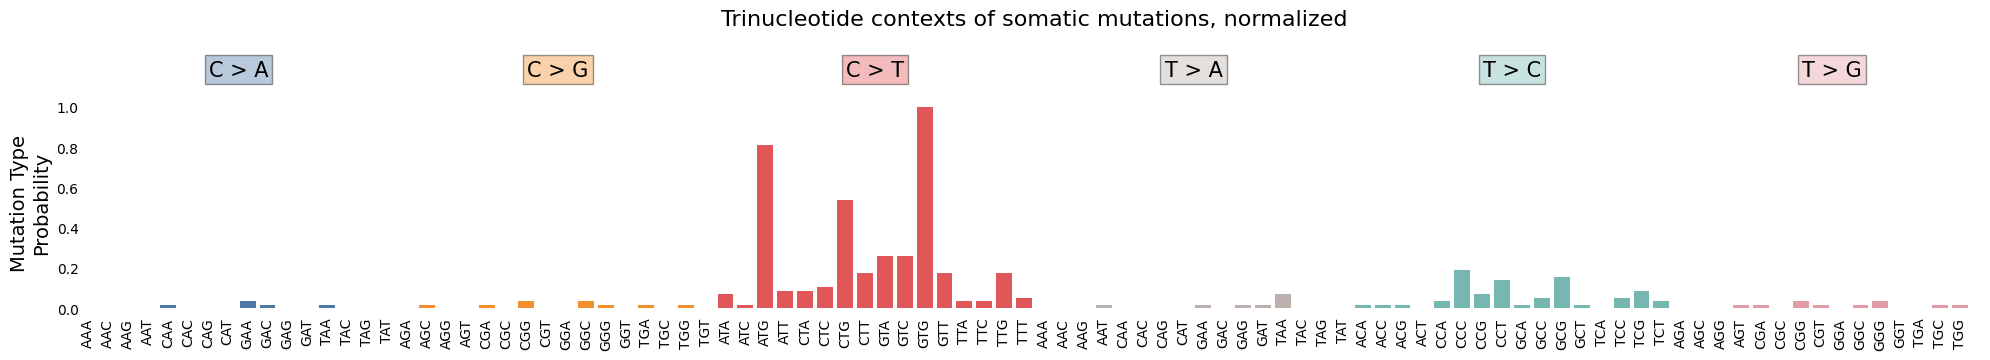 Trinucleotide contexts of somatic mutations, normalized
C > A C > G C > T T > A T > C T > G
Mutation Type
Probability
1.0
0.8
0.6
0.4
0.2
0.0
AAA AAC AAG AAT CAA CAC CAG CAT GAA GAC GAG GAT TAA TAC TAG TAT AGA AGC AGG AGT CGA CGC CGG CGT GGA GGC GGG GGT TGA TGC TGG TGT ATA ATC ATG ATT CTA CTC CTG CTT GTA GTC GTG GTT TTA TTC TTG TTT AAA AAC AAG AAT CAA CAC CAG CAT GAA GAC GAG GAT TAA TAC TAG TAT ACA ACC ACG ACT CCA CCC CCG CCT GCA GCC GCG GCT TCA TCC TCG TCT AGA AGC AGG AGT CGA CGC CGG CGT GGA GGC GGG GGT TGA TGC TGG